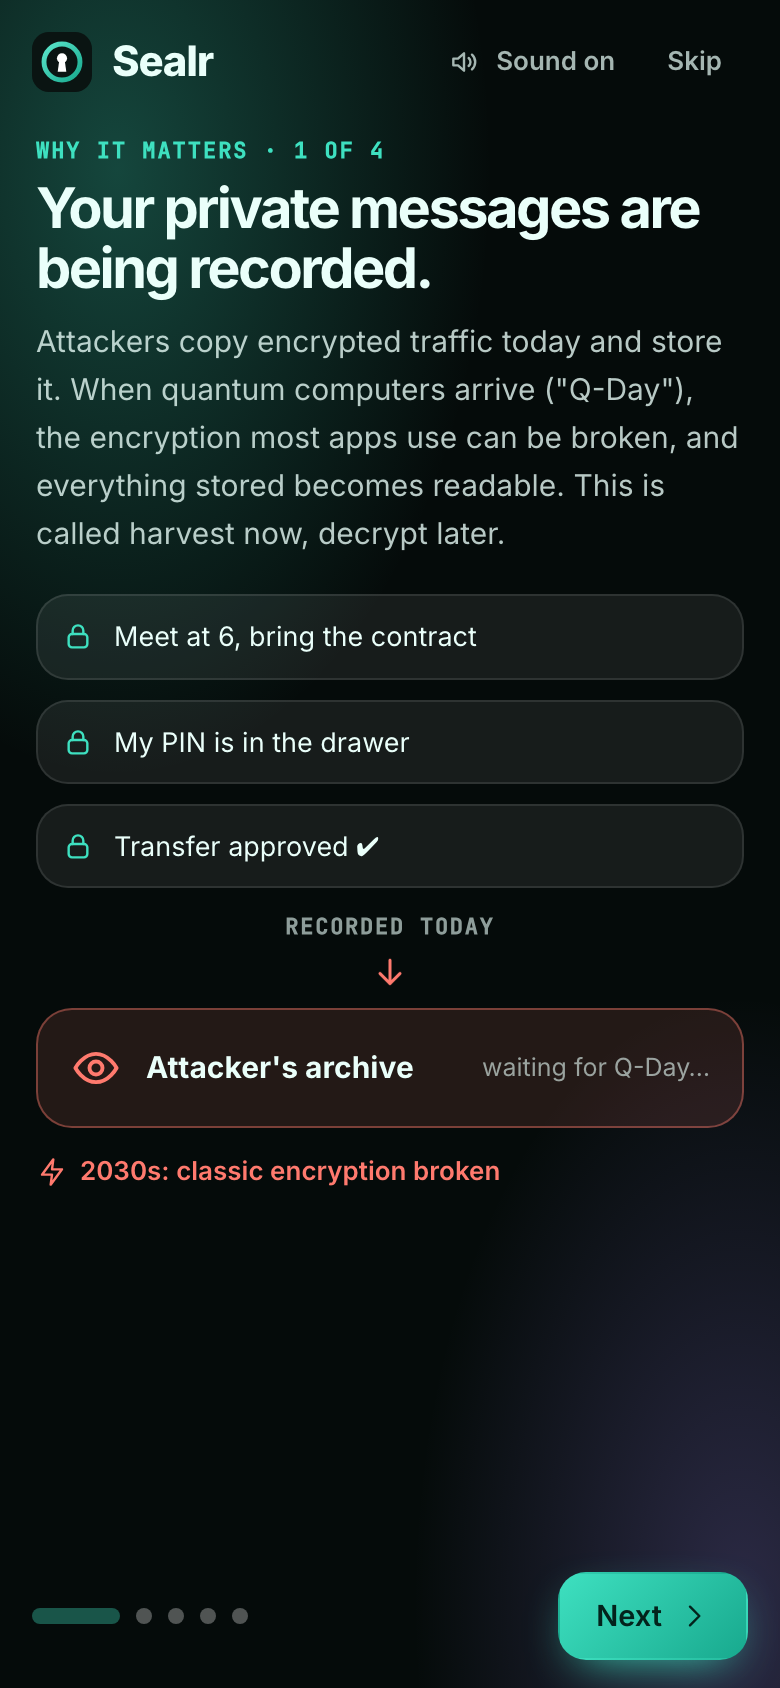 Sealr
Sound on
Skip
WHY IT MATTERS · 1 OF 4
Your private messages are
being recorded.
Attackers copy encrypted traffic today and store
it. When quantum computers arrive ("Q-Day"),
the encryption most apps use can be broken, and
everything stored becomes readable. This is
called harvest now, decrypt later.
Meet at 6, bring the contract
My PIN is in the drawer
Transfer approved ✔
RECORDED TODAY
Attacker's archive
waiting for Q-Day...
2030s: classic encryption broken
Next